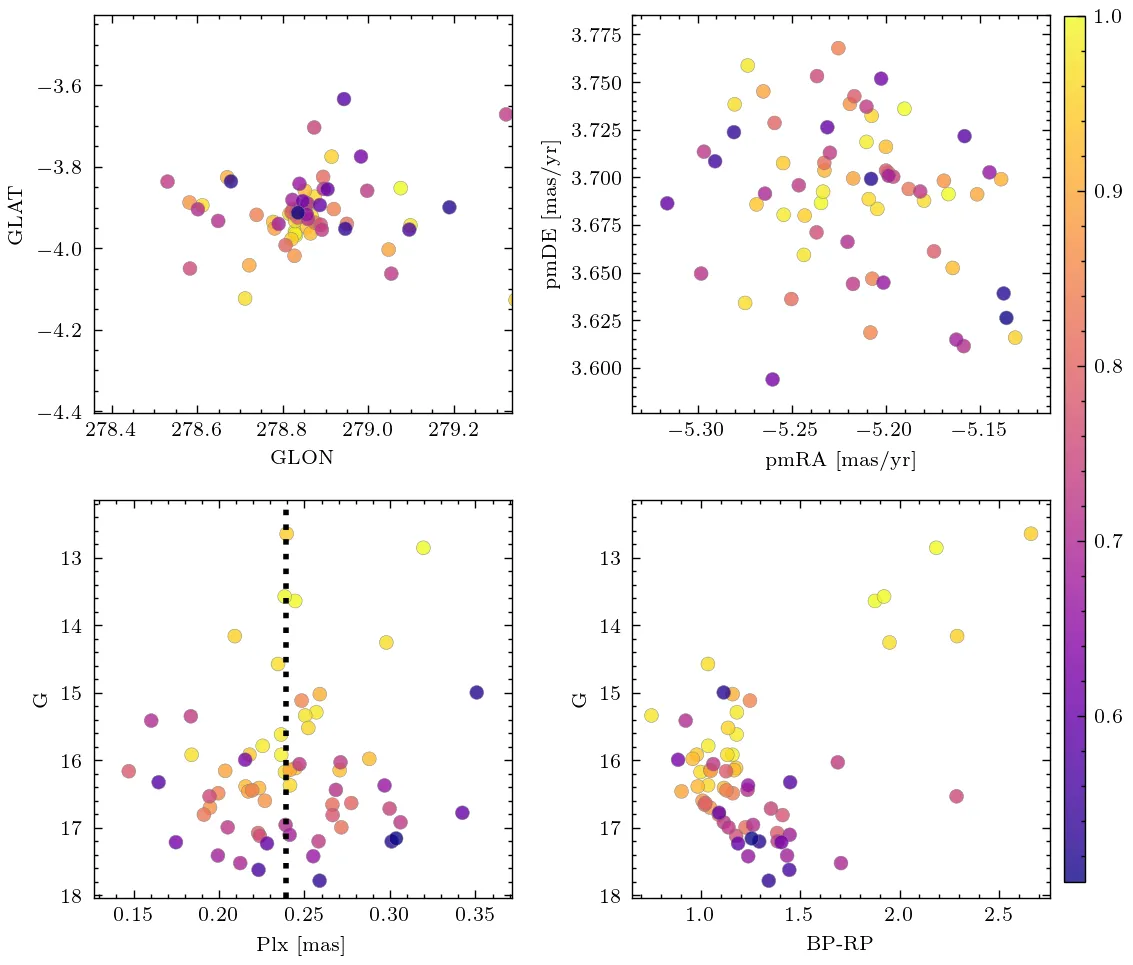 −3.6
−3.8
−4.0
−4.2
−4.4
GLAT
278.4 278.6 278.8 279.0 279.2
GLON
3.775
3.750
3.725
3.700
3.675
3.650
3.625
3.600
pmDE [mas/yr]
−5.30 −5.25 −5.20 −5.15
pmRA [mas/yr]
1.0
0.9
0.8
0.7
0.6
13
14
15
16
17
18
G
0.15 0.20 0.25 0.30 0.35
Plx [mas]
13
14
15
16
17
18
G
1.0 1.5 2.0 2.5
BP-RP